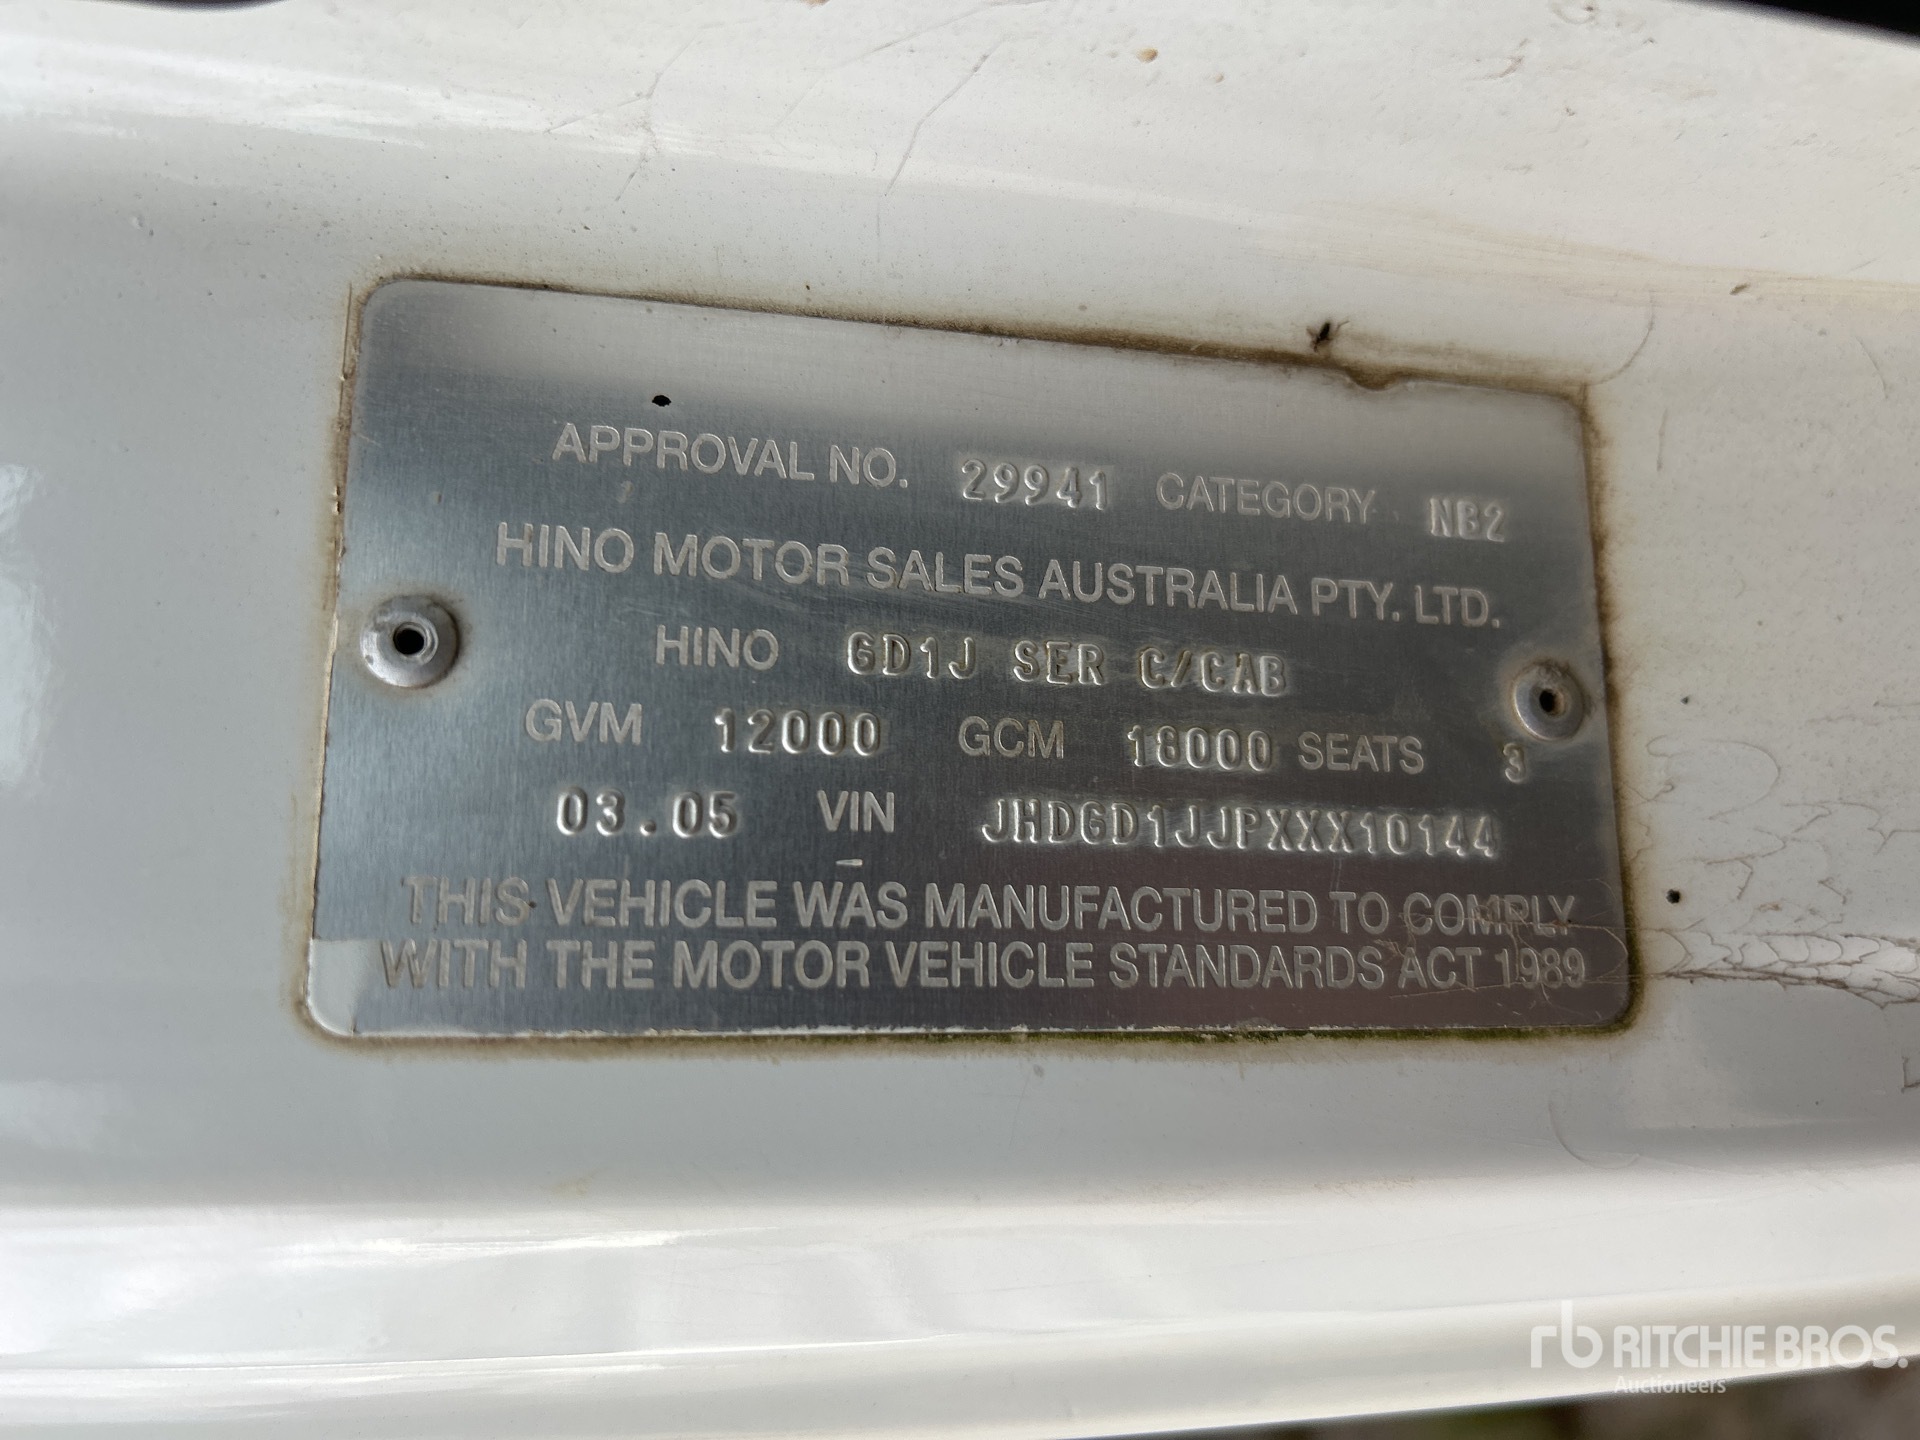 APPROVAL NO. 29941 CATEGORY NB2
HINO MOTOR SALES AUSTRALIA PTY. LTD.
HINO GD1J SER C/CAB
GVM 12000 GCM 18000 SEATS 3
03.05 VIN JHDGD1JJPXXX10144
THIS VEHICLE WAS MANUFACTURED TO COMPLY
WITH THE MOTOR VEHICLE STANDARDS ACT 1989
rb RITCHIE BROS.
Auctioneers